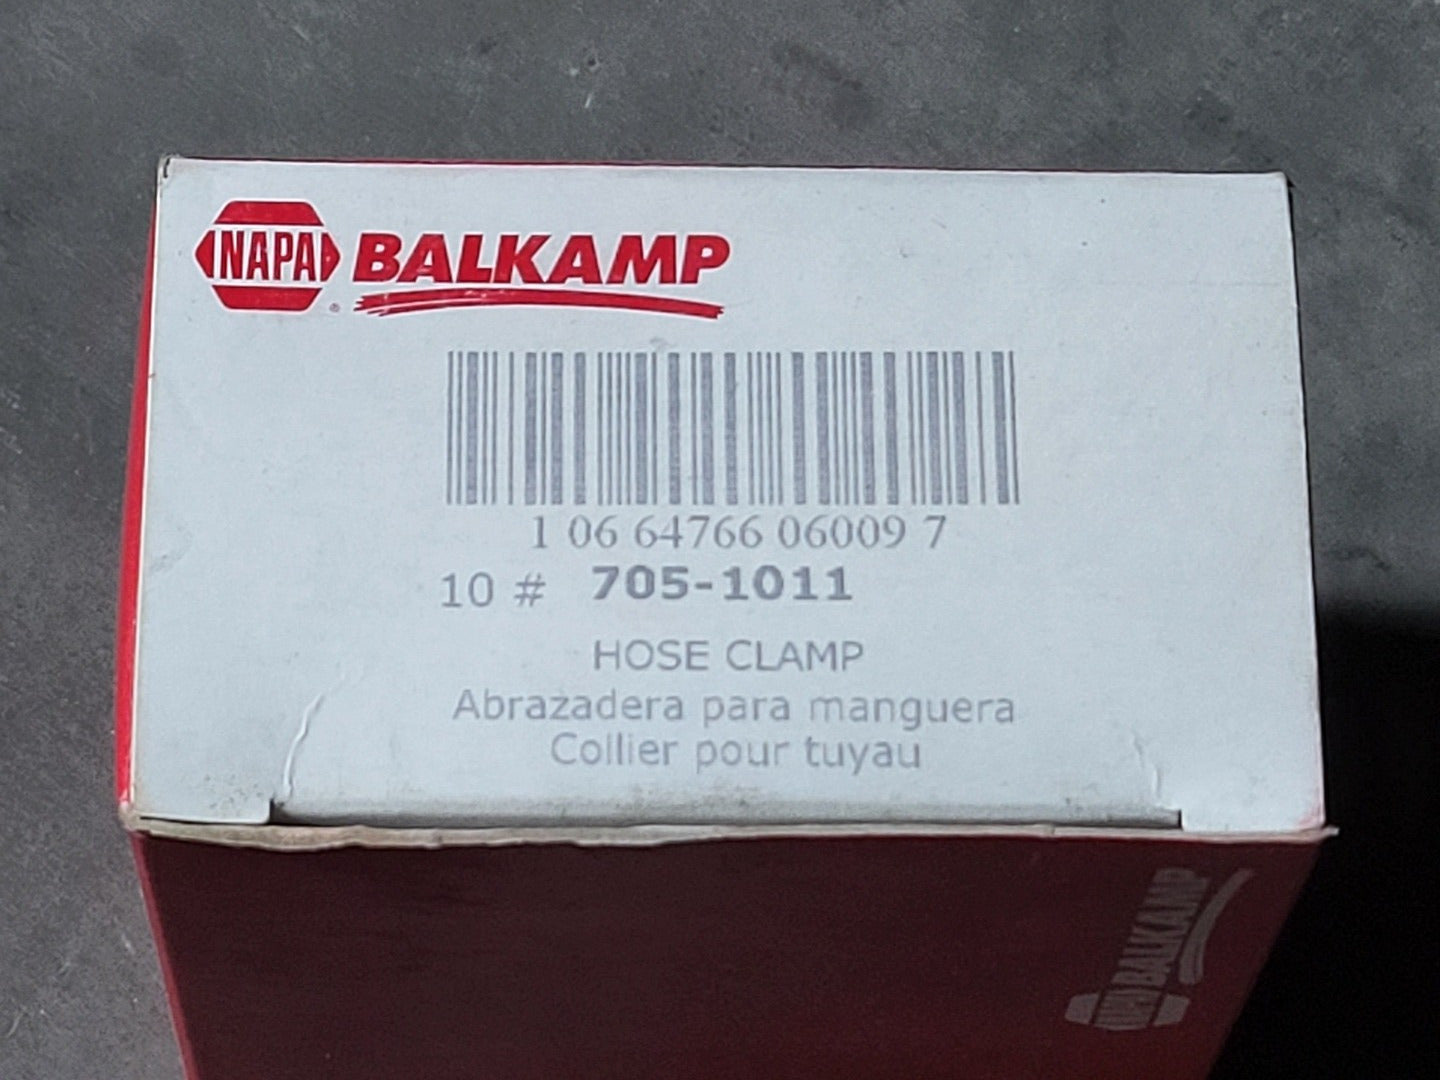 NAPA BALKAMP
1 06 64766 06009 7
10 # 705-1011
HOSE CLAMP
Abrazadera para manguera
Collier pour tuyau
NAPA BALKAMP